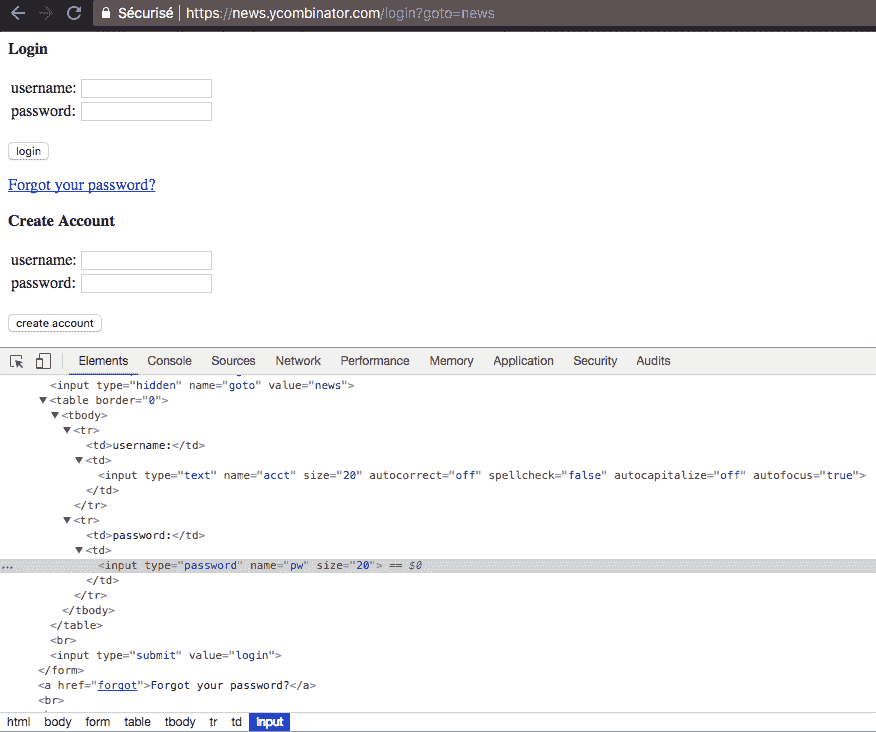 Sécurisé | https://news.ycombinator.com/login?goto=news
Login
username:
password:
login
Forgot your password?
Create Account
username:
password:
create account
Elements Console Sources Network Performance Memory Application Security Audits
<input type="hidden" name="goto" value="news">
▼<table border="0">
▼<tbody>
▼<tr>
<td>username:</td>
▼<td>
<input type="text" name="acct" size="20" autocorrect="off" spellcheck="false" autocapitalize="off" autofocus="true">
</td>
</tr>
▼<tr>
<td>password:</td>
▼<td>
... <input type="password" name="pw" size="20"> == $0
</td>
</tr>
</tbody>
</table>
<br>
<input type="submit" value="login">
</form>
<a href="forgot">Forgot your password?</a>
<br>
html body form table tbody tr td input